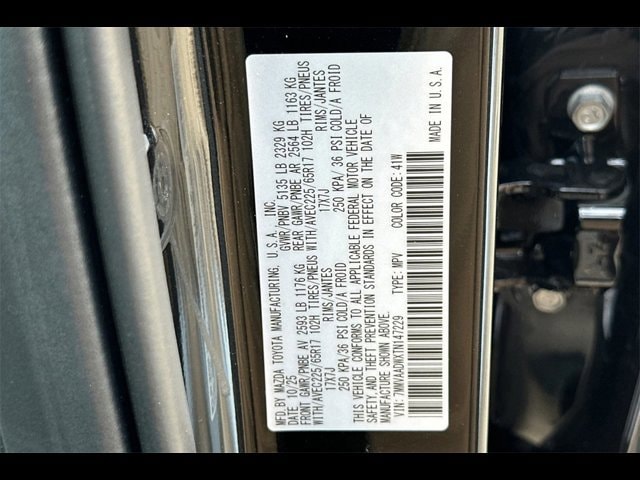 MFD.BY MAZDA TOYOTA MANUFACTURING, U.S.A., INC.
DATE 10/25 GVWR/PNBV 5135 LB 2329 KG
FRONT GAWR/PNBE AV 2593 LB 1176 KG REAR GAWR/PNBE AR 2564 LB 1163 KG
WITH/AVEC225/65R17 102H TIRES/PNEUS WITH/AVEC225/65R17 102H TIRES/PNEUS
17X7J RIMS/JANTES 17X7J RIMS/JANTES
250 KPA/36 PSI COLD/A FROID 250 KPA/ 36 PSI COLD/A FROID
THIS VEHICLE CONFORMS TO ALL APPLICABLE FEDERAL MOTOR VEHICLE
SAFETY, AND THEFT PREVENTION STANDARDS IN EFFECT ON THE DATE OF
MANUFACTURE SHOWN ABOVE.
VIN: 7MMVAADWXTN147229 TYPE: MPV COLOR CODE: 41W
MADE IN U.S.A.